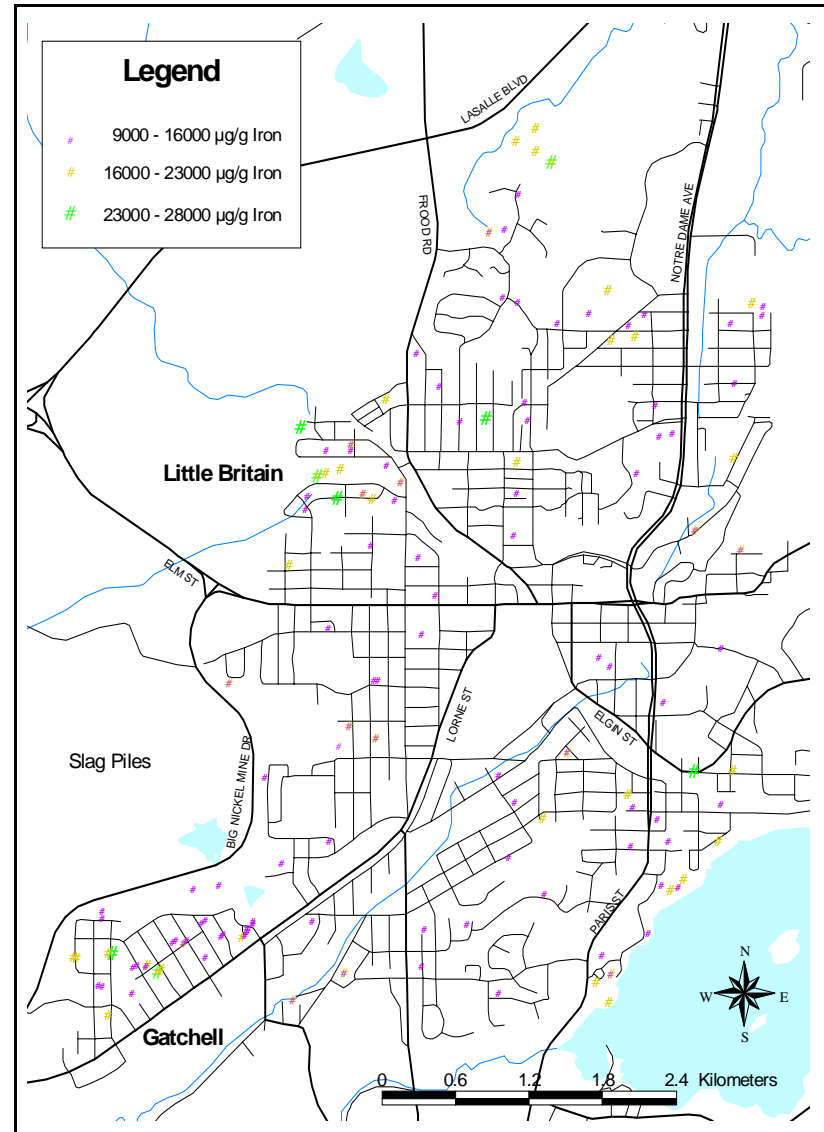 Legend
# 9000 - 16000 µg/g Iron
# 16000 - 23000 µg/g Iron
# 23000 - 28000 µg/g Iron
LASALLE BLVD
FROOD RD
NOTRE DAME AVE
Little Britain
ELM ST
LORNE ST
ELGIN ST
Slag Piles
BIG NICKEL MINE DR
PARIS ST
N
W E
S
Gatchell
0 0.6 1.2 1.8 2.4 Kilometers